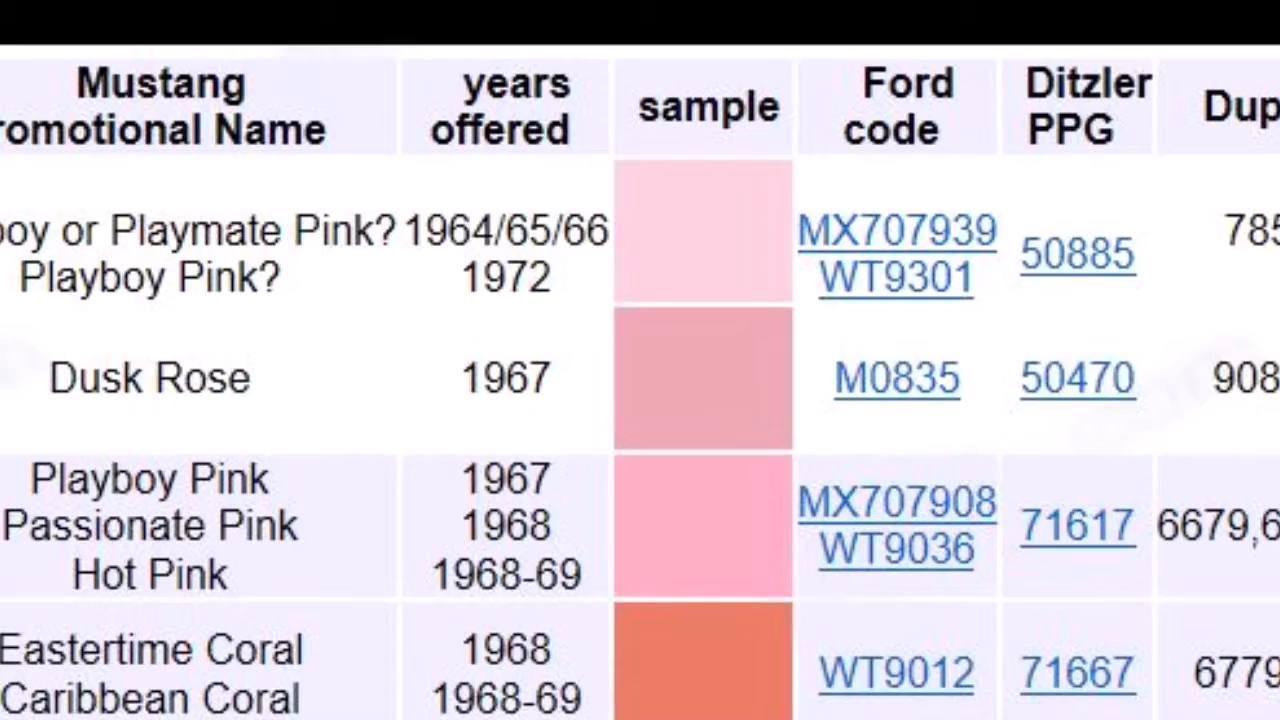 Mustang years sample Ford Ditzler Dup
romotional Name offered code PPG
boy or Playmate Pink? 1964/65/66 MX707939 50885 785
Playboy Pink? 1972 WT9301
Dusk Rose 1967 M0835 50470 908
Playboy Pink 1967 MX707908 71617 6679,6
Passionate Pink 1968 WT9036
Hot Pink 1968-69
Eastertime Coral 1968 WT9012 71667 6779
Caribbean Coral 1968-69